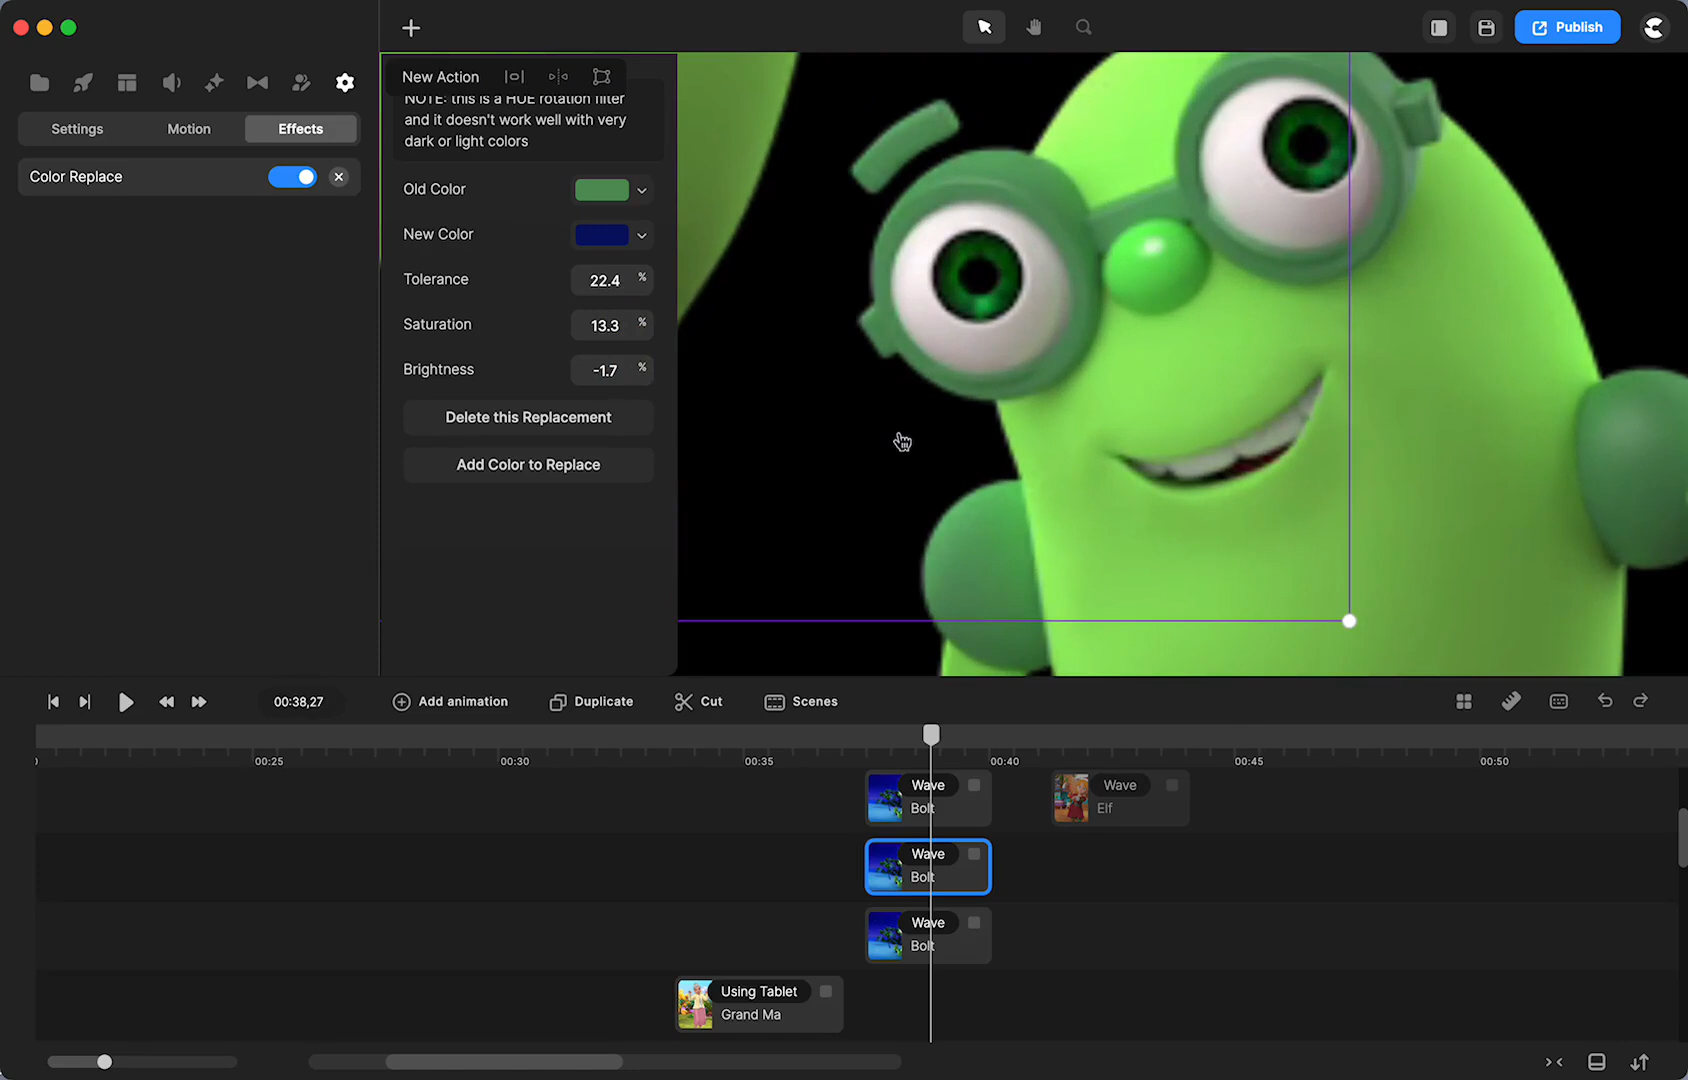 Publish
Settings
Motion
Effects
Color Replace
New Action
NOTE: this is a HUE rotation filter
and it doesn't work well with very
dark or light colors
Old Color
New Color
Tolerance
22.4 %
Saturation
13.3 %
Brightness
-1.7 %
Delete this Replacement
Add Color to Replace
00:38,27
Add animation
Duplicate
Cut
Scenes
00:25
00:30
00:35
00:40
00:45
00:50
Wave
Bolt
Wave
Elf
Wave
Bolt
Wave
Bolt
Using Tablet
Grand Ma